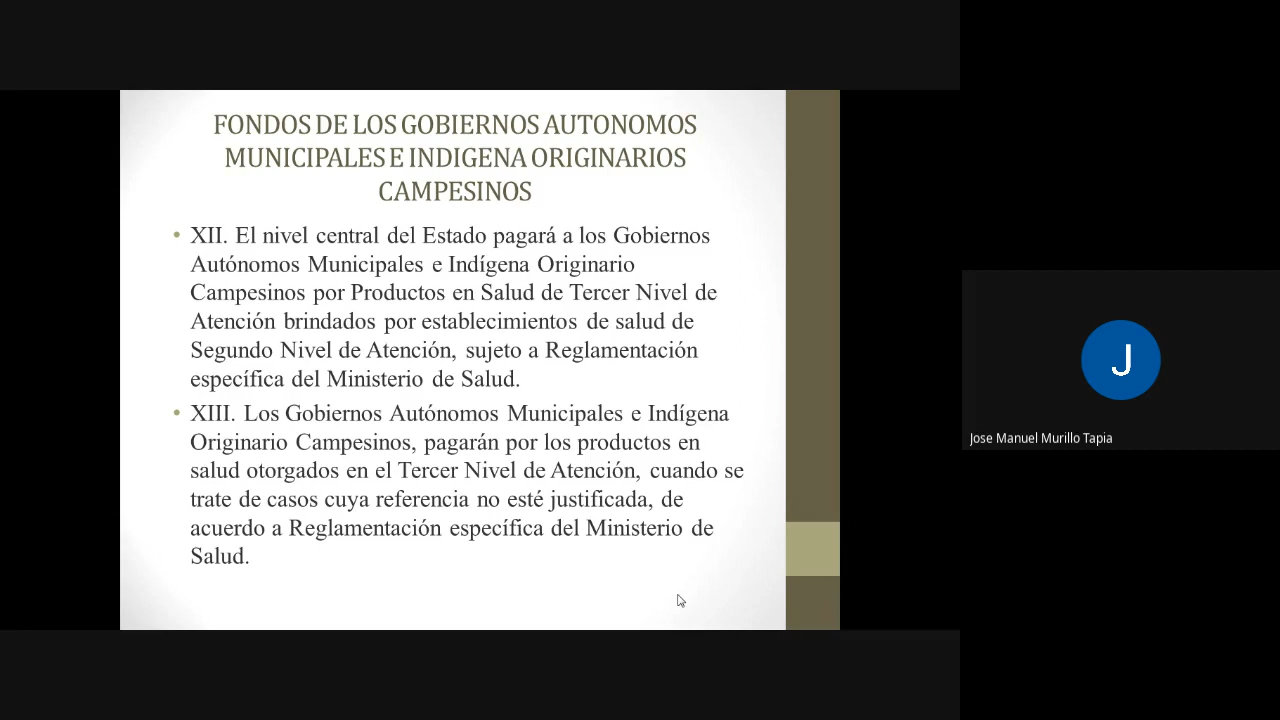 FONDOS DE LOS GOBIERNOS AUTONOMOS
MUNICIPALES E INDIGENA ORIGINARIOS
CAMPESINOS
• XII. El nivel central del Estado pagará a los Gobiernos
Autónomos Municipales e Indígena Originario
Campesinos por Productos en Salud de Tercer Nivel de
Atención brindados por establecimientos de salud de
Segundo Nivel de Atención, sujeto a Reglamentación
específica del Ministerio de Salud.
• XIII. Los Gobiernos Autónomos Municipales e Indígena
Originario Campesinos, pagarán por los productos en
salud otorgados en el Tercer Nivel de Atención, cuando se
trate de casos cuya referencia no esté justificada, de
acuerdo a Reglamentación específica del Ministerio de
Salud.
J
Jose Manuel Murillo Tapia